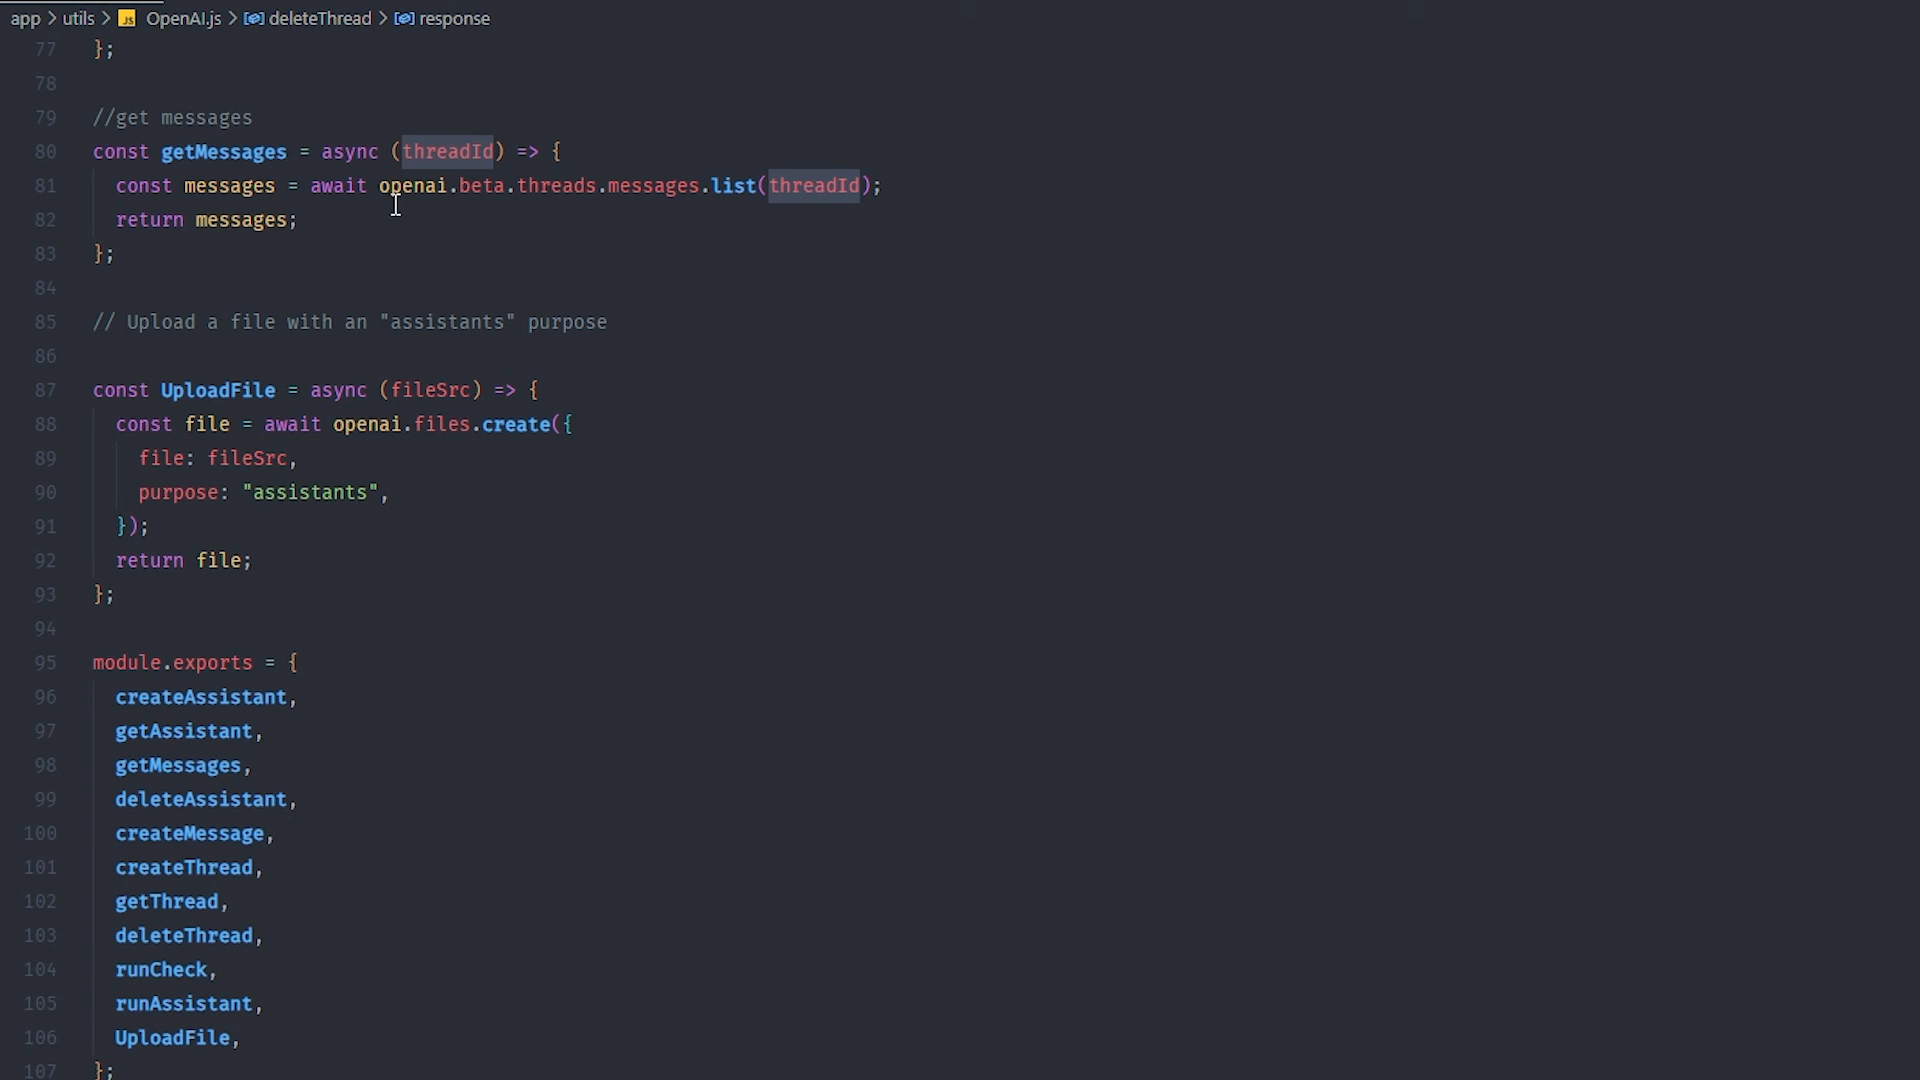 app > utils > JS OpenAI.js > deleteThread > response
77 };
78
79 //get messages
80 const getMessages = async (threadId) => {
81 const messages = await openai.beta.threads.messages.list(threadId);
82 return messages;
83 };
84
85 // Upload a file with an "assistants" purpose
86
87 const UploadFile = async (fileSrc) => {
88 const file = await openai.files.create({
89 file: fileSrc,
90 purpose: "assistants",
91 });
92 return file;
93 };
94
95 module.exports = {
96 createAssistant,
97 getAssistant,
98 getMessages,
99 deleteAssistant,
100 createMessage,
101 createThread,
102 getThread,
103 deleteThread,
104 runCheck,
105 runAssistant,
106 UploadFile,
107 };